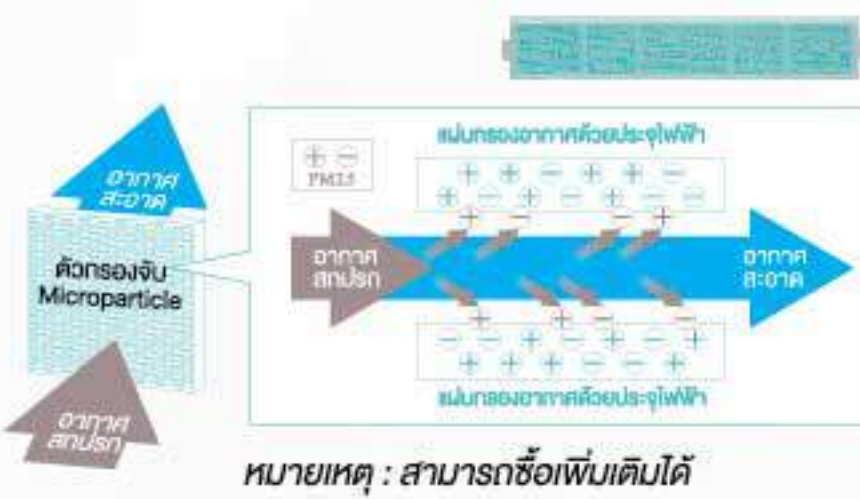 แผ่นกรองอากาศด้วยประจุไฟฟ้า
PM2.5
อากาศ
สะอาด
ตัวกรองจับ
Microparticle
อากาศ
สกปรก
อากาศ
สกปรก
อากาศ
สะอาด
แผ่นกรองอากาศด้วยประจุไฟฟ้า
หมายเหตุ : สามารถซื้อเพิ่มเติมได้